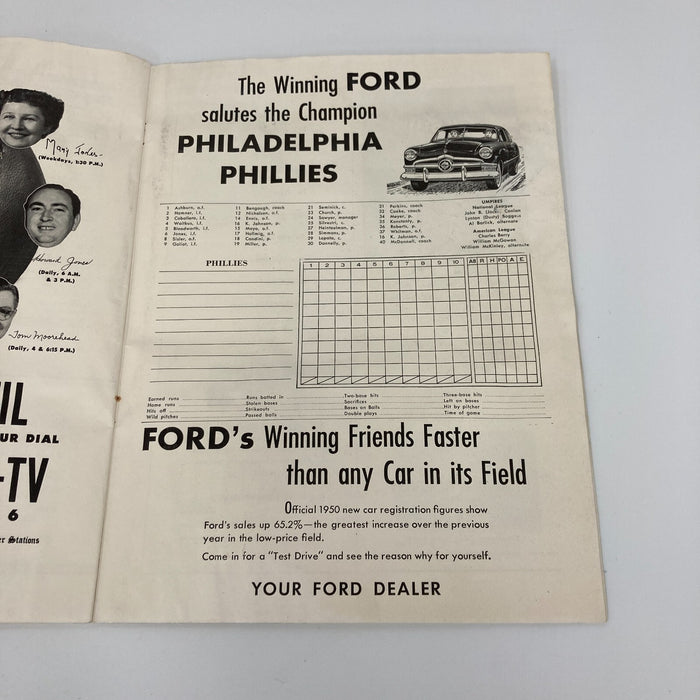 (Weekdays, 1:30 P.M.)
Howard Jones
(Daily, 6 A.M.
& 3 P.M.)
Tom Moorehead
(Daily, 4 & 6:15 P.M.)
IL
UR DIAL
-TV
6
er Stations
The Winning FORD
salutes the Champion
PHILADELPHIA
PHILLIES
1 Ashburn, o.f.
2 Hamner, i.f.
3 Caballero, i.f.
4 Waitkus, i.f.
5 Bloodworth, i.f.
6 Jones, i.f.
8 Sisler, o.f.
9 Goliat, i.f.
11 Bengough, coach
12 Nicholson, o.f.
14 Ennis, o.f.
16 K. Johnson, p.
15 Mayo, o.f.
17 Hollmig, o.f.
18 Candini, p.
19 Miller, p.
21 Seminick, c.
23 Church, p.
24 Sawyer, manager
25 Silvestri, c.
27 Heintzelman, p.
28 Simmons, p.
29 Lopata, c.
30 Donnelly, p.
31 Perkins, coach
32 Cooke, coach
34 Meyer, p.
35 Konstanty, p.
36 Roberts, p.
37 Whitman, o.f.
16 K. Johnson, p.
40 McDonnell, coach
UMPIRES
National League
John B. (Jocko) Conlan
Lynton (Dusty) Boggess
Al Barlick, alternate
American League
Charles Berry
William McGowan
William McKinley, alternate
PHILLIES
1 2 3 4 5 6 7 8 9 10 AB R H PO A E
Earned runs
Home runs
Hits off
Wild pitches
Runs batted in
Stolen bases
Strikeouts
Passed balls
Two-base hits
Sacrifices
Bases on Balls
Double plays
Three-base hits
Left on bases
Hit by pitcher
Time of game
FORD's Winning Friends Faster
than any Car in its Field
Official 1950 new car registration figures show
Ford's sales up 65.2%—the greatest increase over the previous
year in the low-price field.
Come in for a "Test Drive" and see the reason why for yourself.
YOUR FORD DEALER